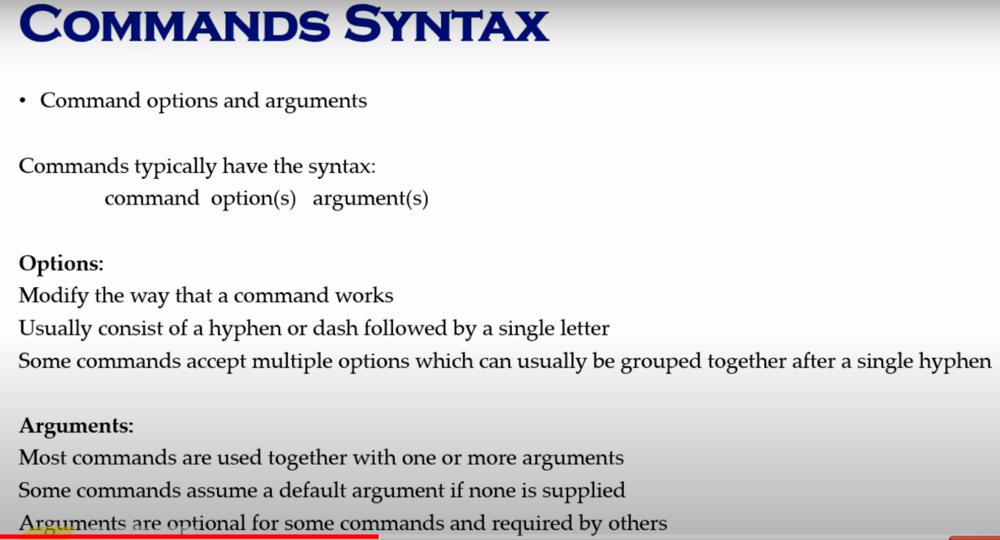 COMMANDS SYNTAX
• Command options and arguments
Commands typically have the syntax:
command option(s) argument(s)
Options:
Modify the way that a command works
Usually consist of a hyphen or dash followed by a single letter
Some commands accept multiple options which can usually be grouped together after a single hyphen
Arguments:
Most commands are used together with one or more arguments
Some commands assume a default argument if none is supplied
Arguments are optional for some commands and required by others